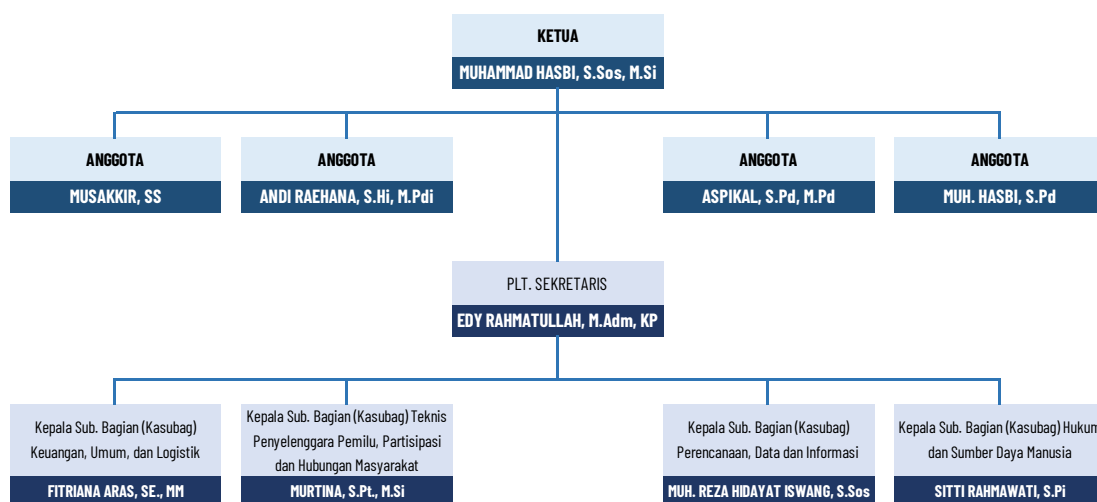 KETUA
MUHAMMAD HASBI, S.Sos, M.Si
ANGGOTA
MUSAKKIR, SS
ANGGOTA
ANDI RAEHANA, S.Hi, M.Pdi
ANGGOTA
ASPIKAL, S.Pd, M.Pd
ANGGOTA
MUH. HASBI, S.Pd
PLT. SEKRETARIS
EDY RAHMATULLAH, M.Adm, KP
Kepala Sub. Bagian (Kasubag)
Keuangan, Umum, dan Logistik
FITRIANA ARAS, SE., MM
Kepala Sub. Bagian (Kasubag) Teknis
Penyelenggara Pemilu, Partisipasi
dan Hubungan Masyarakat
MURTINA, S.Pt., M.Si
Kepala Sub. Bagian (Kasubag)
Perencanaan, Data dan Informasi
MUH. REZA HIDAYAT ISWANG, S.Sos
Kepala Sub. Bagian (Kasubag) Hukum
dan Sumber Daya Manusia
SITTI RAHMAWATI, S.Pi